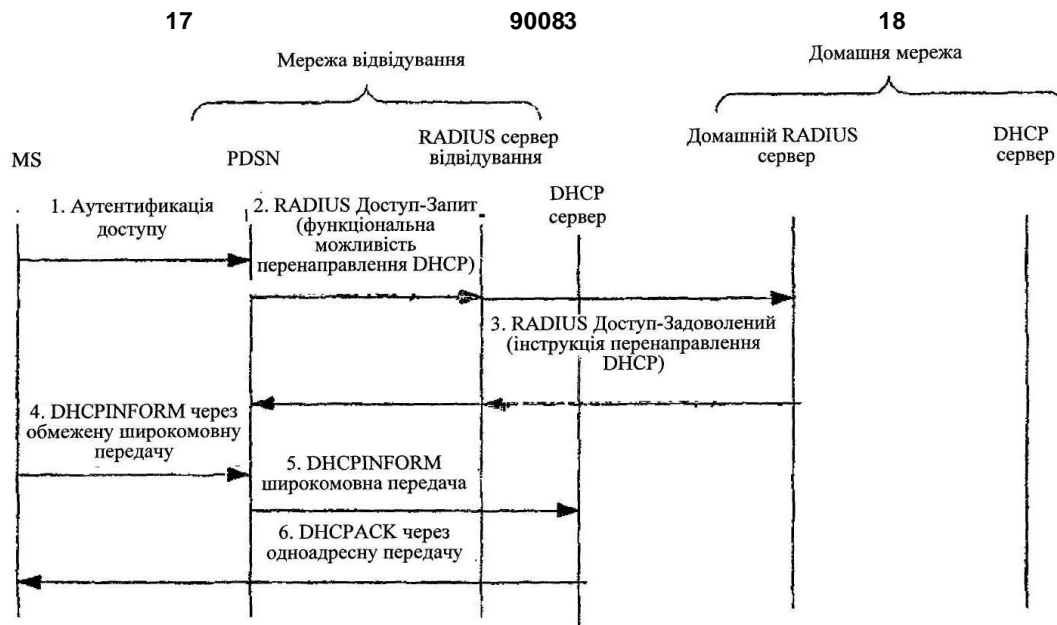 17 90083 18
Мережа відвідування
Домашня мережа
MS
PDSN
RADIUS сервер
відвідування
DHCP
сервер
Домашній RADIUS
сервер
DHCP
сервер
1. Аутентификація
доступу
2. RADIUS Доступ-Запит
(функціональна
можливість
перенаправлення DHCP)
3. RADIUS Доступ-Задоволений
(інструкція перенаправлення
DHCP)
4. DHCPINFORM через
обмежену широкомовну
передачу
5. DHCPINFORM
широкомовна передача
6. DHCPACK через
одноадресну передачу